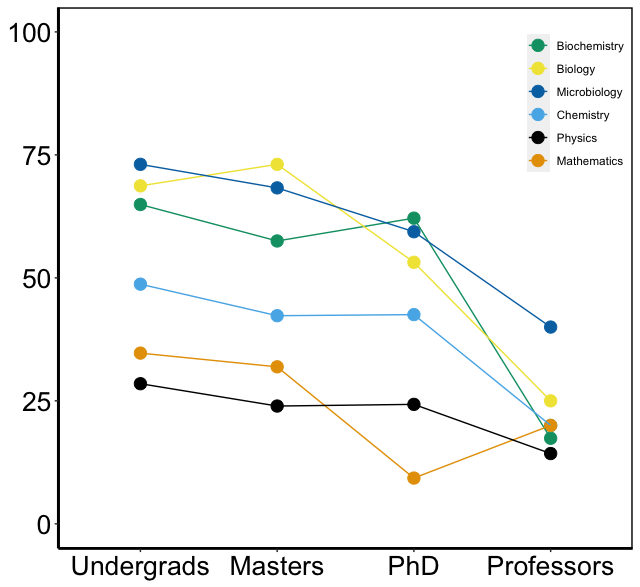 100
75
50
25
0
Biochemistry
Biology
Microbiology
Chemistry
Physics
Mathematics
Undergrads Masters PhD Professors